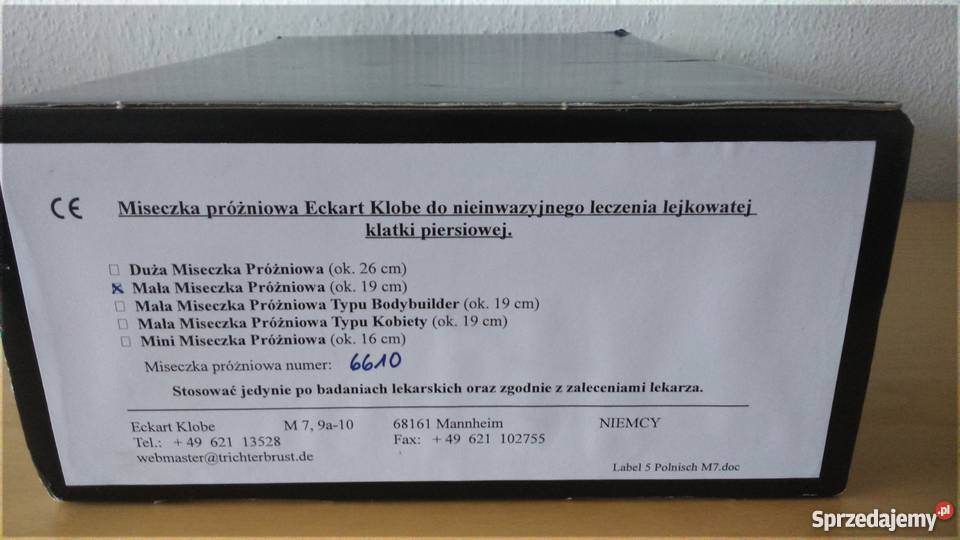 CE
Miseczka próżniowa Eckart Klobe do nieinwazyjnego leczenia lejkowatej
klatki piersiowej.
☐ Duża Miseczka Próżniowa (ok. 26 cm)
☒ Mała Miseczka Próżniowa (ok. 19 cm)
☐ Mała Miseczka Próżniowa Typu Bodybuilder (ok. 19 cm)
☐ Mała Miseczka Próżniowa Typu Kobiety (ok. 19 cm)
☐ Mini Miseczka Próżniowa (ok. 16 cm)
Miseczka próżniowa numer: 6610
Stosować jedynie po badaniach lekarskich oraz zgodnie z zaleceniami lekarza.
Eckart Klobe M 7, 9a-10 68161 Mannheim NIEMCY
Tel.: +49 621 13528 Fax: +49 621 102755
webmaster@trichterbrust.de
Label 5 Polnisch M7.doc
Sprzedajemy.pl